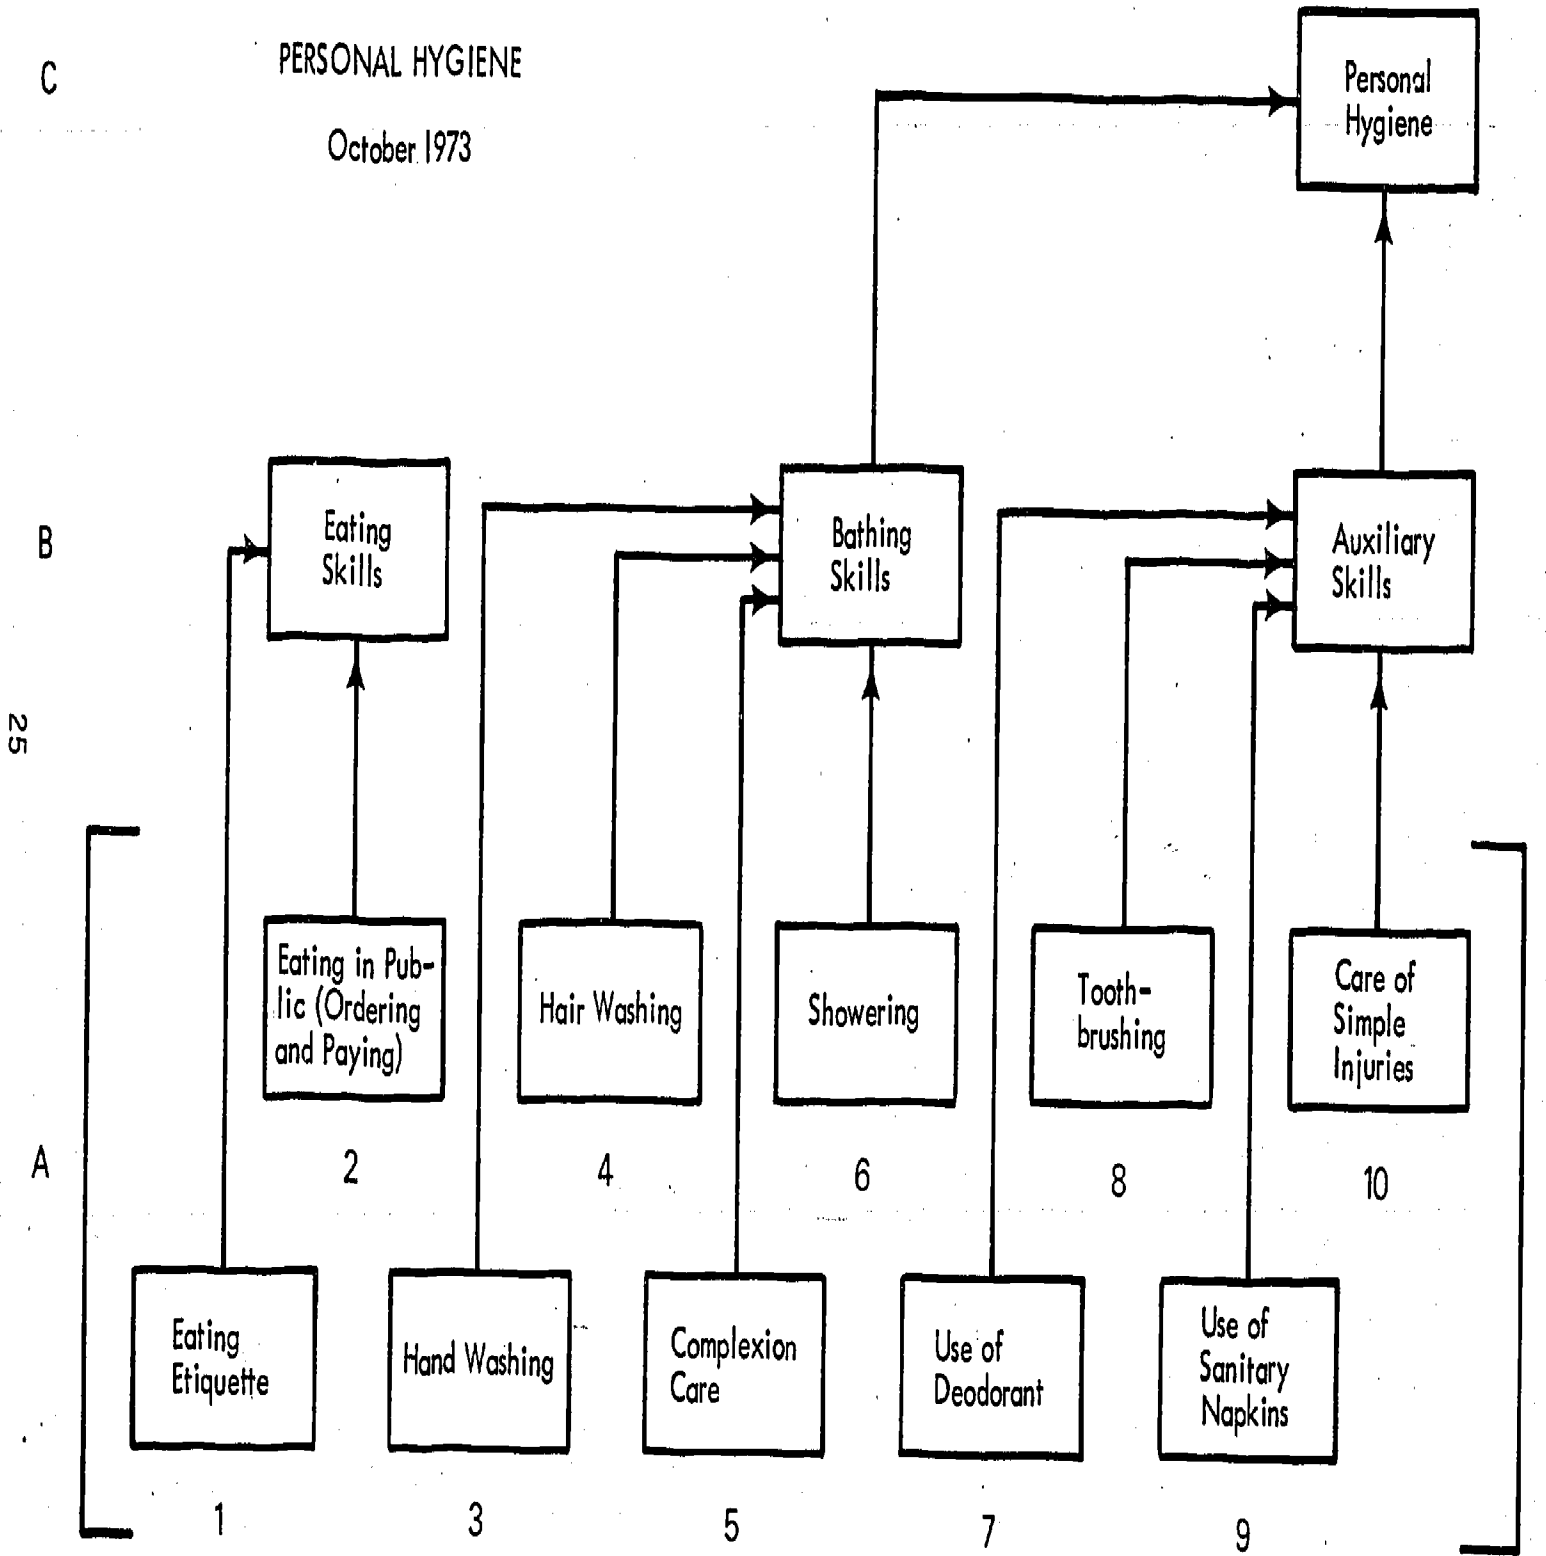 C
PERSONAL HYGIENE
October 1973
Personal
Hygiene
B
Eating
Skills
Bathing
Skills
Auxiliary
Skills
25
A
Eating in Pub-
lic (Ordering
and Paying)
Hair Washing
Showering
Tooth-
brushing
Care of
Simple
Injuries
2
4
6
8
10
Eating
Etiquette
Hand Washing
Complexion
Care
Use of
Deodorant
Use of
Sanitary
Napkins
1
3
5
7
9